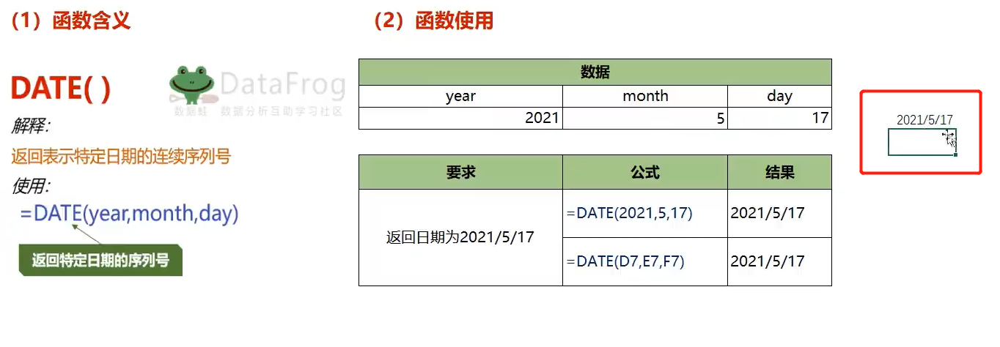 （1）函数含义
（2）函数使用
DATE( )
DataFrog
数据蛙 数据分析互助学习社区
解释：
返回表示特定日期的连续序列号
使用：
=DATE(year,month,day)
返回特定日期的序列号
数据
year month day
2021 5 17
要求 公式 结果
返回日期为2021/5/17
=DATE(2021,5,17) 2021/5/17
=DATE(D7,E7,F7) 2021/5/17
2021/5/17